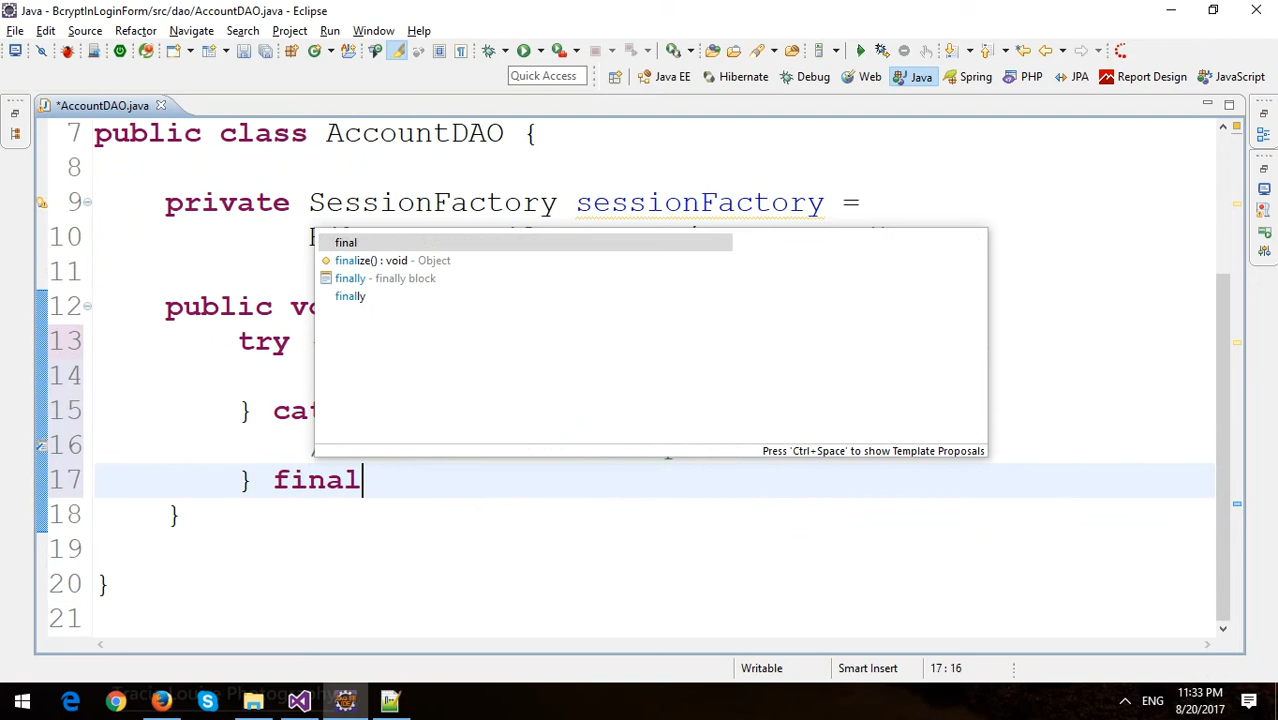 Java - BcryptInLoginForm/src/dao/AccountDAO.java - Eclipse
File Edit Source Refactor Navigate Search Project Run Window Help
Quick Access Java EE Hibernate Debug Web Java Spring PHP JPA Report Design JavaScript
*AccountDAO.java
7 public class AccountDAO {
8
9 private SessionFactory sessionFactory =
10
final
11
finalize() : void - Object
finally - finally block
12 public vo
finally
13 try
14
15 } cat
16
Press 'Ctrl+Space' to show Template Proposals
17 } final
18 }
19
20 }
21
Writable Smart Insert 17 : 16
Tracie Louise Photography
ENG 11:33 PM
8/20/2017